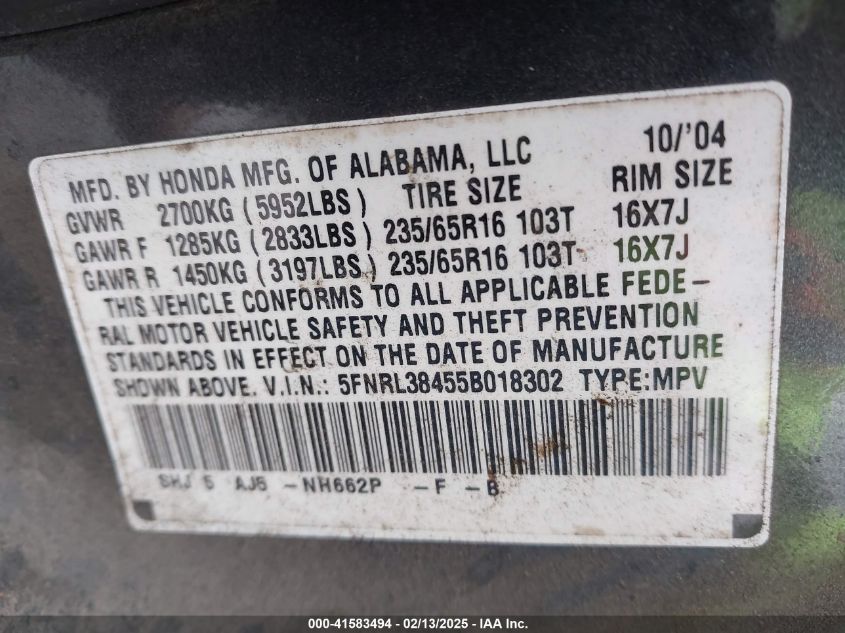 MFD. BY HONDA MFG. OF ALABAMA, LLC 10/'04
GVWR 2700KG (5952LBS) TIRE SIZE RIM SIZE
GAWR F 1285KG (2833LBS) 235/65R16 103T 16X7J
GAWR R 1450KG (3197LBS) 235/65R16 103T 16X7J
THIS VEHICLE CONFORMS TO ALL APPLICABLE FEDE-
RAL MOTOR VEHICLE SAFETY AND THEFT PREVENTION
STANDARDS IN EFFECT ON THE DATE OF MANUFACTURE
SHOWN ABOVE. V.I.N.: 5FNRL38455B018302 TYPE:MPV
SHJ 5 AJ5 -NH662P -F -B
000-41583494 - 02/13/2025 - IAA Inc.